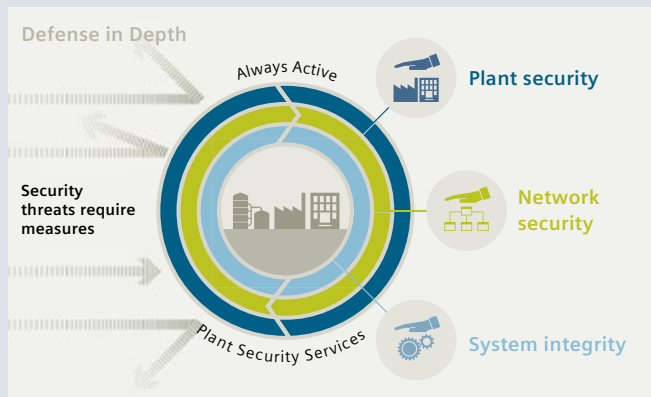 Defense in Depth
Always Active
Plant security
Security
threats require
measures
Network
security
System integrity
Plant Security Services